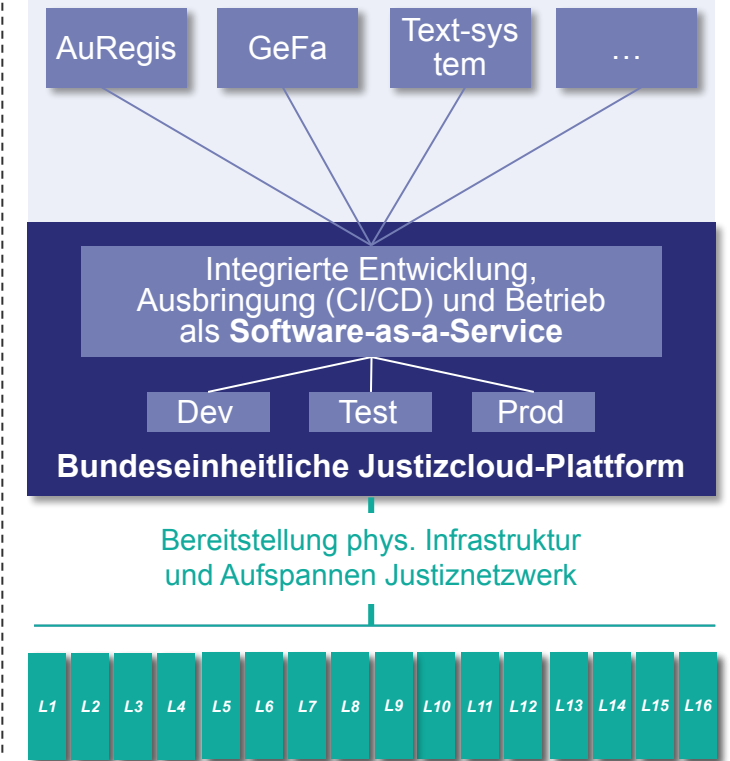 AuRegis
GeFa
Text-sys
tem
…
Integrierte Entwicklung,
Ausbringung (CI/CD) und Betrieb
als Software-as-a-Service
Dev
Test
Prod
Bundeseinheitliche Justizcloud-Plattform
Bereitstellung phys. Infrastruktur
und Aufspannen Justiznetzwerk
L1
L2
L3
L4
L5
L6
L7
L8
L9
L10
L11
L12
L13
L14
L15
L16